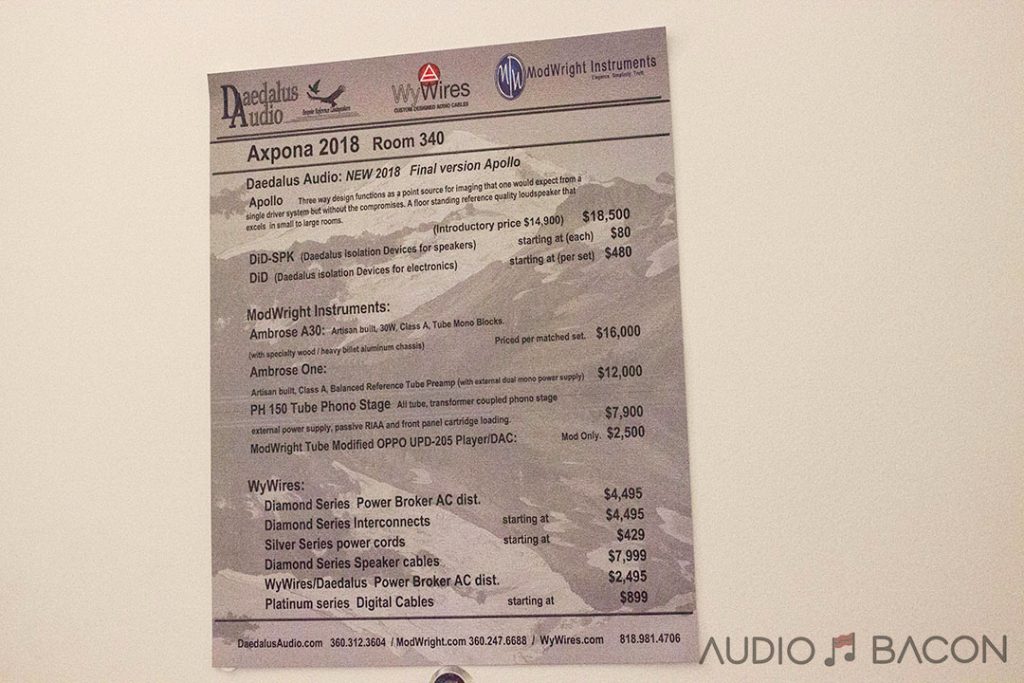 Daedalus
Audio
WyWires
CUSTOM DESIGNED AUDIO CABLES
MW
ModWright Instruments
Elegance, Simplicity, Truth.
Axpona 2018 Room 340
Daedalus Audio: NEW 2018 Final version Apollo
Apollo Three way design functions as a point source for imaging that one would expect from a
single driver system but without the compromises. A floor standing reference quality loudspeaker that
excels in small to large rooms.
(Introductory price $14,900) $18,500
DiD-SPK (Daedalus isolation Devices for speakers) starting at (each) $80
DiD (Daedalus isolation Devices for electronics) starting at (per set) $480
ModWright Instruments:
Ambrose A30: Artisan built, 30W, Class A, Tube Mono Blocks.
(with specialty wood / heavy billet aluminum chassis) Priced per matched set. $16,000
Ambrose One:
Artisan built, Class A, Balanced Reference Tube Preamp (with external dual mono power supply) $12,000
PH 150 Tube Phono Stage All tube, transformer coupled phono stage
external power supply, passive RIAA and front panel cartridge loading. $7,900
ModWright Tube Modified OPPO UPD-205 Player/DAC: Mod Only. $2,500
WyWires:
Diamond Series Power Broker AC dist. $4,495
Diamond Series Interconnects starting at $4,495
Silver Series power cords starting at $429
Diamond Series Speaker cables $7,999
WyWires/Daedalus Power Broker AC dist. $2,495
Platinum series Digital Cables starting at $899
DaedalusAudio.com 360.312.3604 / ModWright.com 360.247.6688 / WyWires.com 818.981.4706
AUDIO BACON